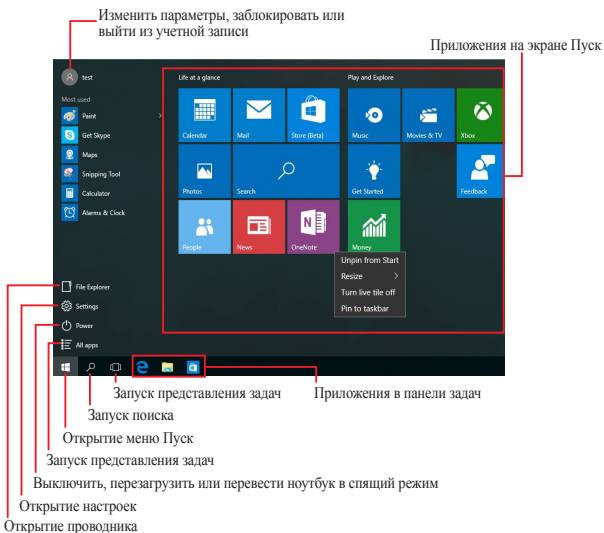 Изменить параметры, заблокировать или
выйти из учетной записи
Приложения на экране Пуск
test
Life at a glance
Play and Explore
Most used
Paint
Get Skype
Maps
Snipping Tool
Calculator
Alarms & Clock
Calendar
Mail
Store (Beta)
Music
Movies & TV
Xbox
Photos
Search
Get Started
Feedback
People
News
OneNote
Money
Unpin from Start
Resize
Turn live tile off
Pin to taskbar
File Explorer
Settings
Power
All apps
Запуск представления задач
Приложения в панели задач
Запуск поиска
Открытие меню Пуск
Запуск представления задач
Выключить, перезагрузить или перевести ноутбук в спящий режим
Открытие настроек
Открытие проводника